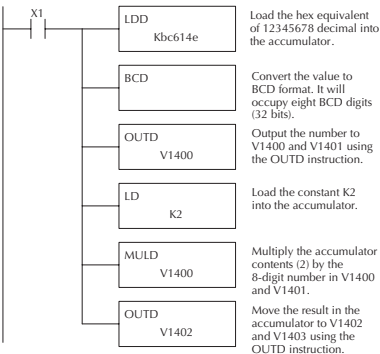 X1
LDD
Kbc614e
Load the hex equivalent
of 12345678 decimal into
the accumulator.
BCD
Convert the value to
BCD format. It will
occupy eight BCD digits
(32 bits).
OUTD
V1400
Output the number to
V1400 and V1401 using
the OUTD instruction.
LD
K2
Load the constant K2
into the accumulator.
MULD
V1400
Multiply the accumulator
contents (2) by the
8-digit number in V1400
and V1401.
OUTD
V1402
Move the result in the
accumulator to V1402
and V1403 using the
OUTD instruction.